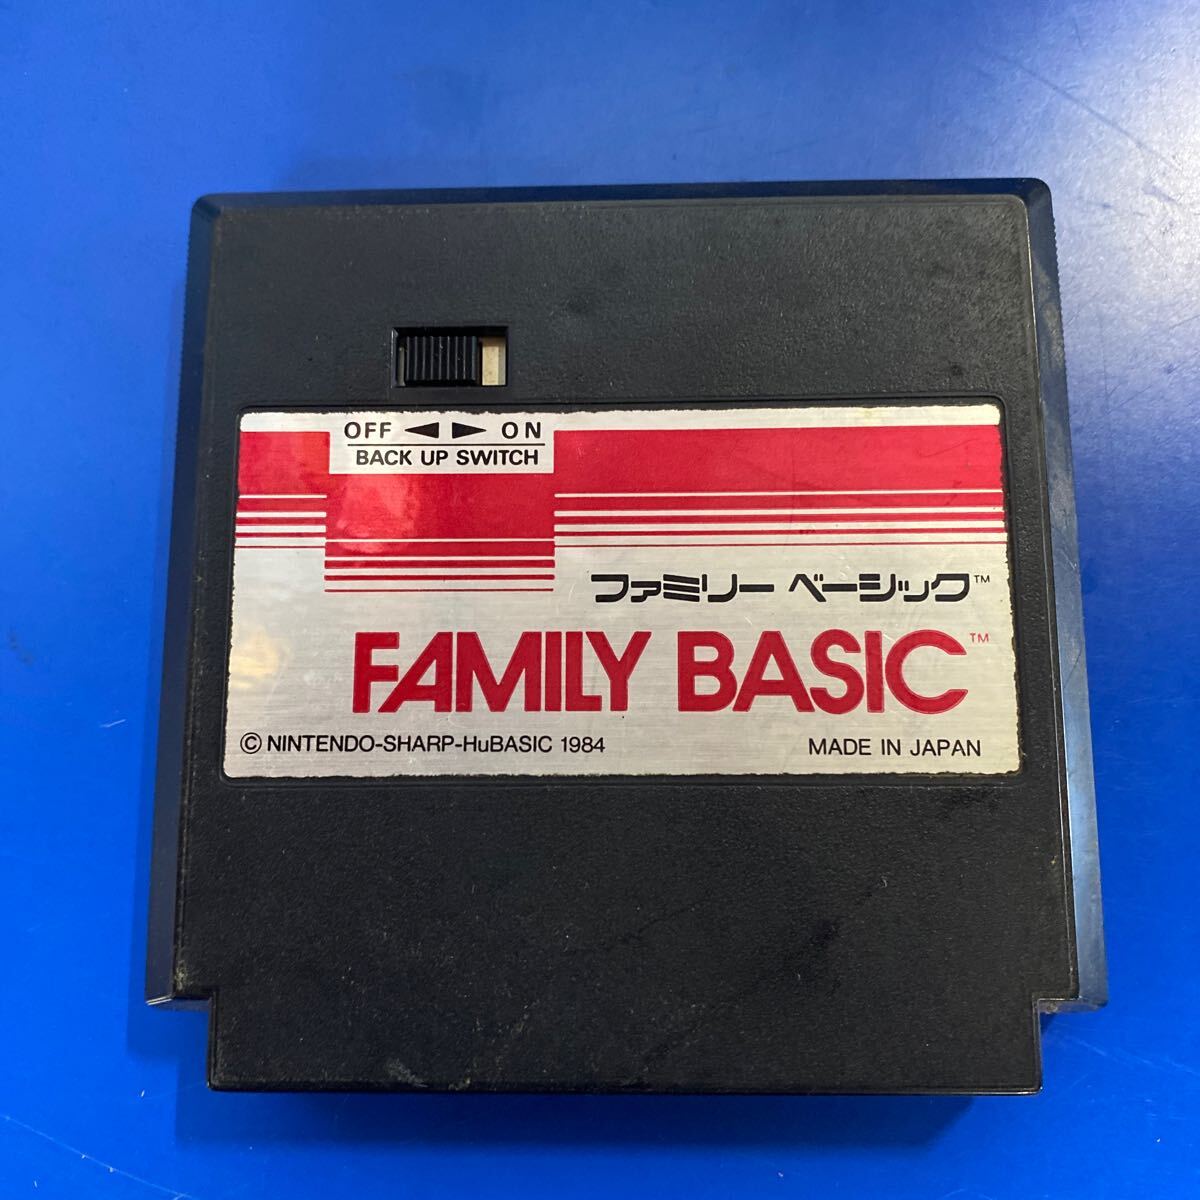 OFF ◀ ▶ ON
BACK UP SWITCH
ファミリー ベーシック™
FAMILY BASIC™
© NINTENDO-SHARP-HuBASIC 1984
MADE IN JAPAN